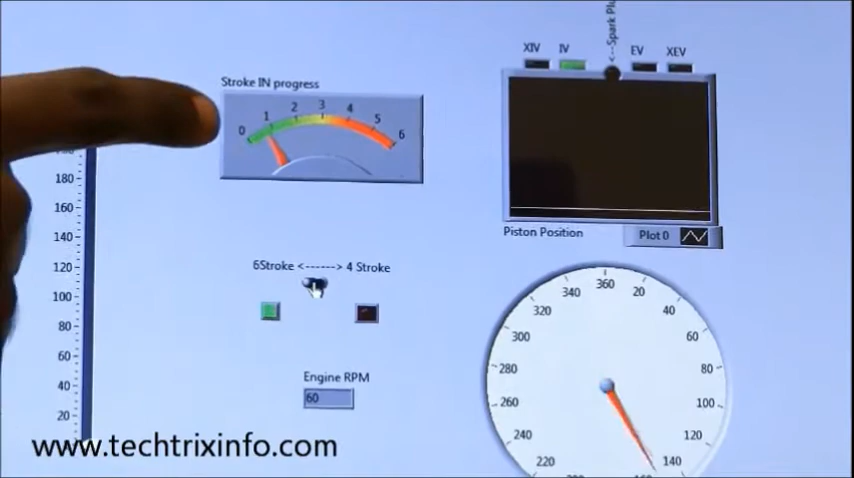 <--Spark Plu
XIV IV EV XEV
Stroke IN progress
0 1 2 3 4 5 6
180
160
140
120
100
80
60
40
20
Piston Position
Plot 0
6Stroke <------> 4 Stroke
Engine RPM
60
360
20
40
60
80
100
120
140
160
220
240
260
280
300
320
340
www.techtrixinfo.com